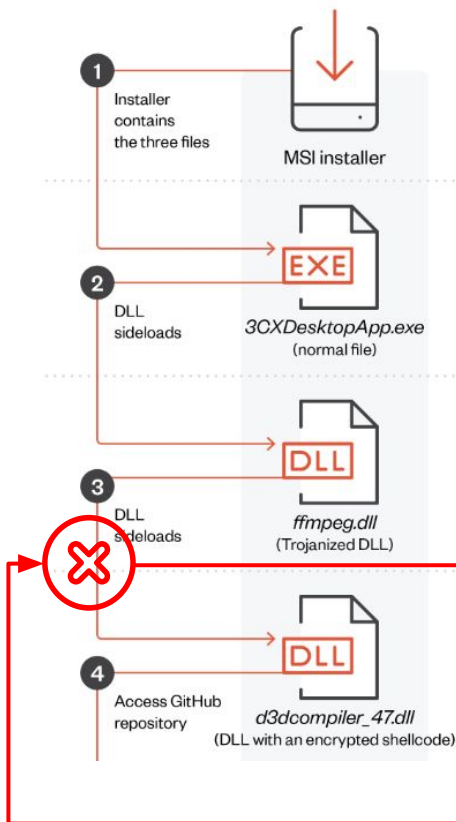 1
Installer
contains
the three files
MSI installer
EXE
2
DLL
sideloads
3CXDesktopApp.exe
(normal file)
DLL
3
DLL
sideloads
ffmpeg.dll
(Trojanized DLL)
DLL
4
Access GitHub
repository
d3dcompiler_47.dll
(DLL with an encrypted shellcode)